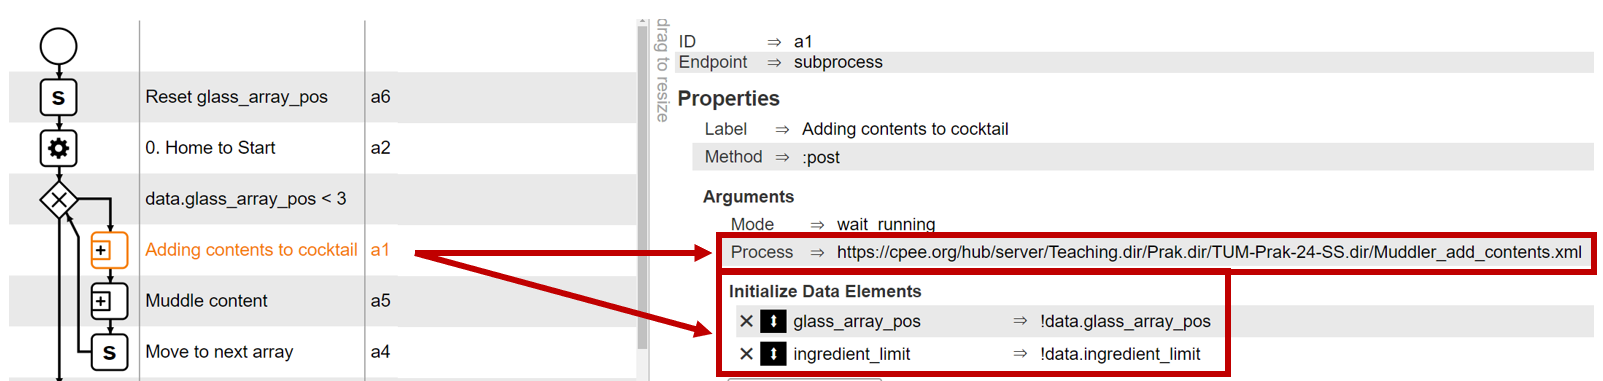 S Reset glass_array_pos a6
0. Home to Start a2
data.glass_array_pos < 3
Adding contents to cocktail a1
Muddle content a5
S Move to next array a4
drag to resize
ID ⇒ a1
Endpoint ⇒ subprocess
Properties
Label ⇒ Adding contents to cocktail
Method ⇒ :post
Arguments
Mode ⇒ wait_running
Process ⇒ https://cpee.org/hub/server/Teaching.dir/Prak.dir/TUM-Prak-24-SS.dir/Muddler_add_contents.xml
Initialize Data Elements
✕ glass_array_pos ⇒ !data.glass_array_pos
✕ ingredient_limit ⇒ !data.ingredient_limit